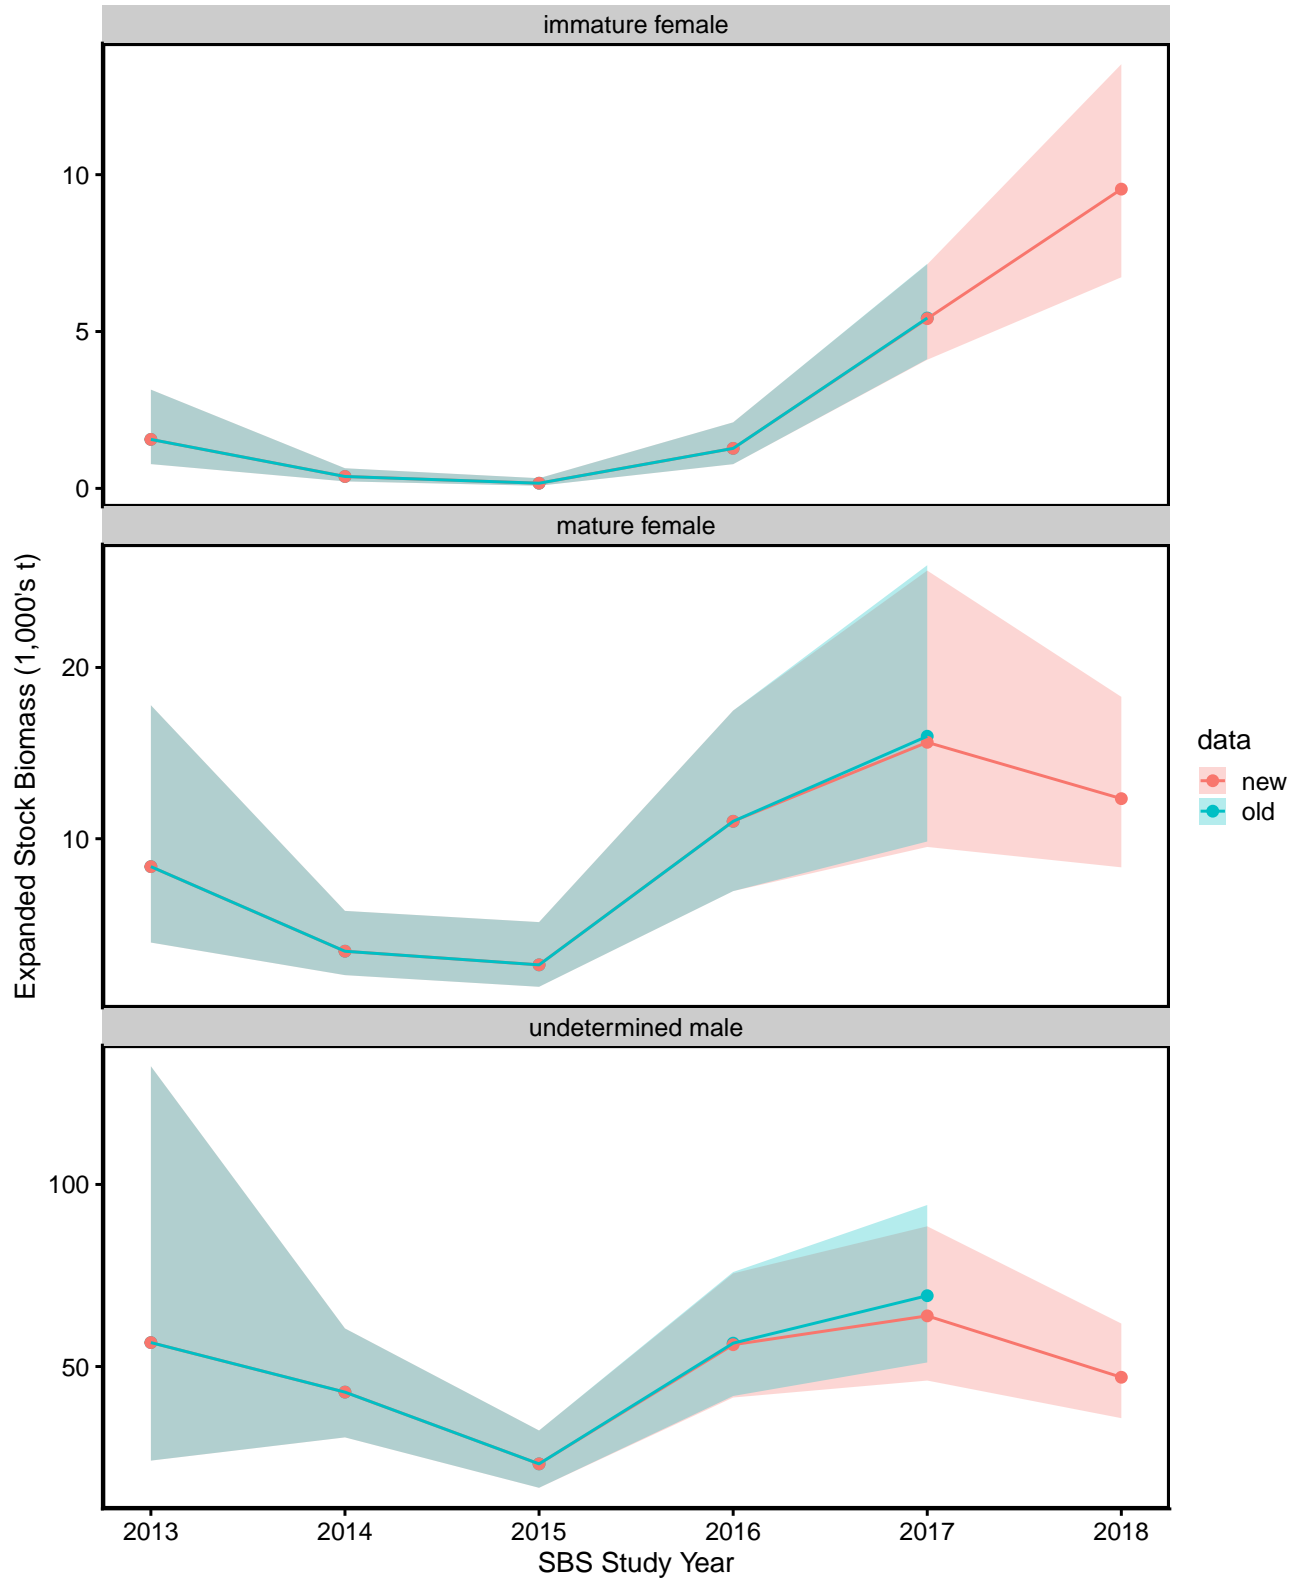 immature female
10
5
0
mature female
20
10
undetermined male
100
50
2013 2014 2015 2016 2017 2018
SBS Study Year
Expanded Stock Biomass (1,000's t)
data
new
old